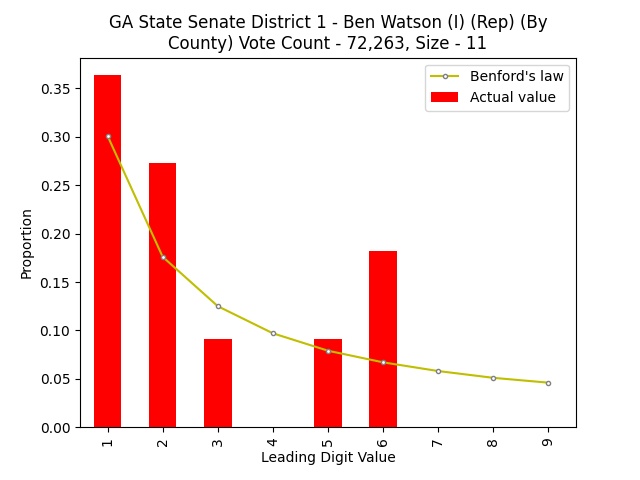 GA State Senate District 1 - Ben Watson (I) (Rep) (By
County) Vote Count - 72,263, Size - 11
Benford's law
Actual value
0.35
0.30
0.25
0.20
0.15
0.10
0.05
0.00
Proportion
1 2 3 4 5 6 7 8 9
Leading Digit Value